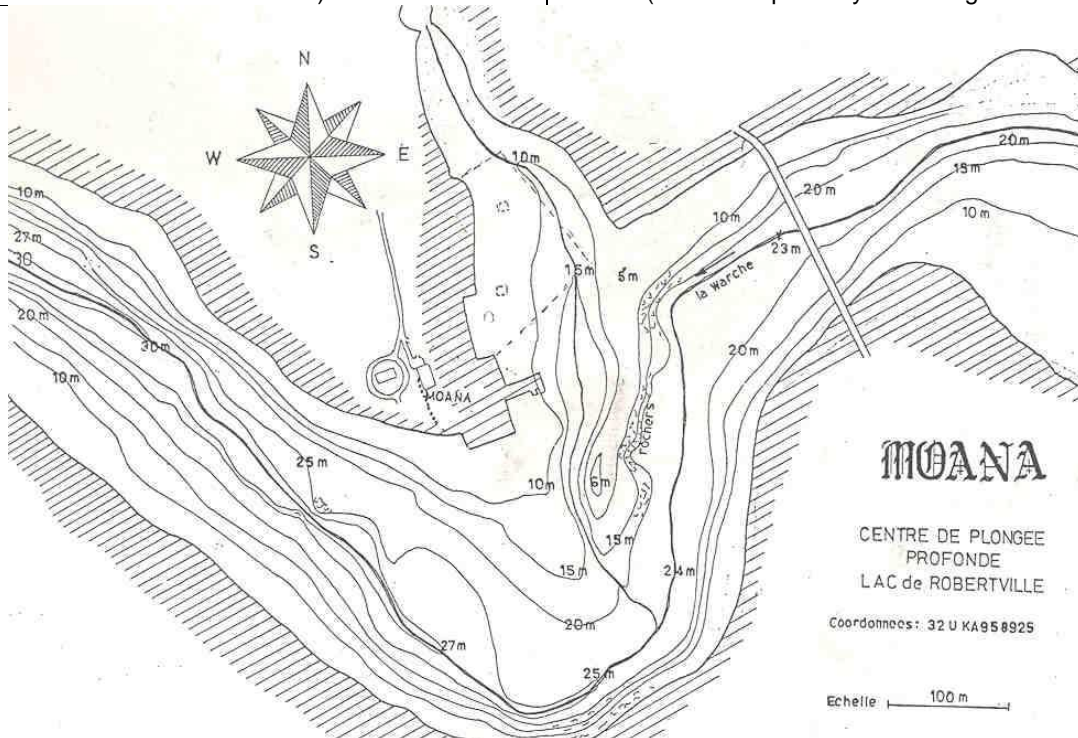 N
W
E
S
10m
10m
27m
30
20m
10m
30m
15m
5m
10m
20m
20m
15m
10m
23m
la Warche
20m
MOANA
rochers
25m
10m
6m
15m
15m
24m
20m
27m
25m
MOANA
CENTRE DE PLONGEE
PROFONDE
LAC de ROBERTVILLE
Coordonnees: 32 U KA958925
Echelle 100 m